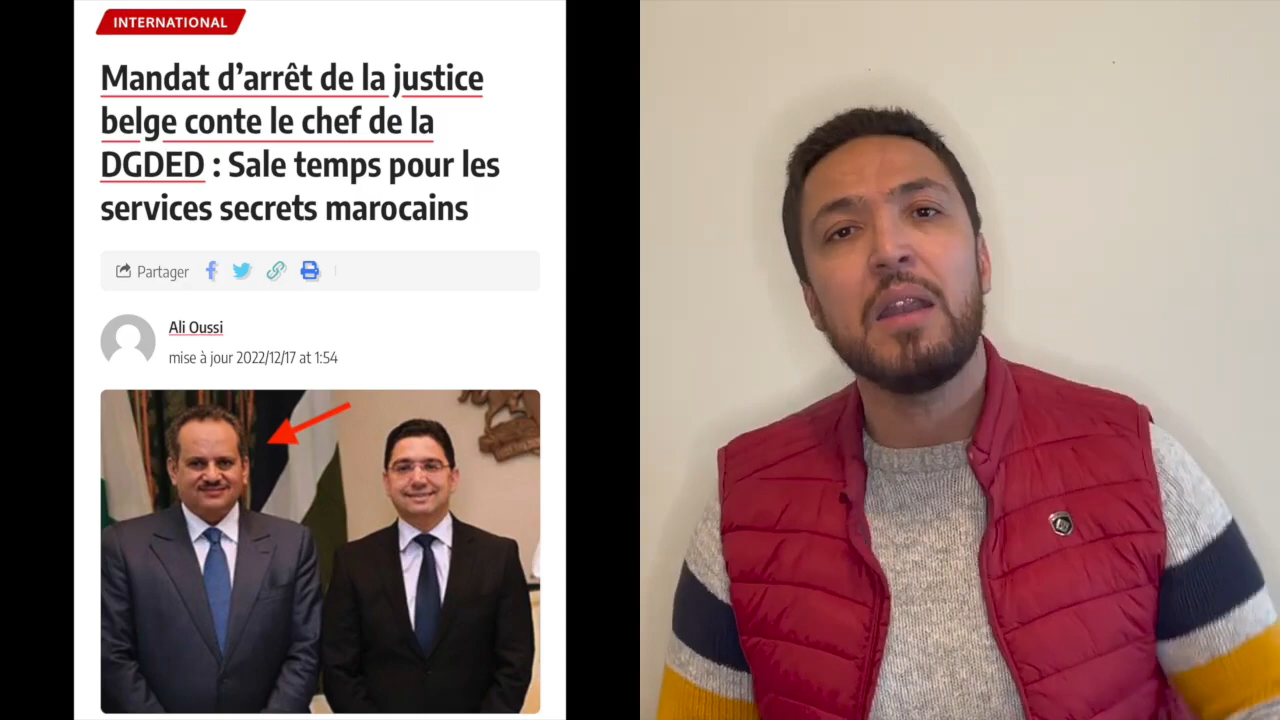 INTERNATIONAL
Mandat d’arrêt de la justice
belge conte le chef de la
DGDED : Sale temps pour les
services secrets marocains
Partager
Ali Oussi
mise à jour 2022/12/17 at 1:54